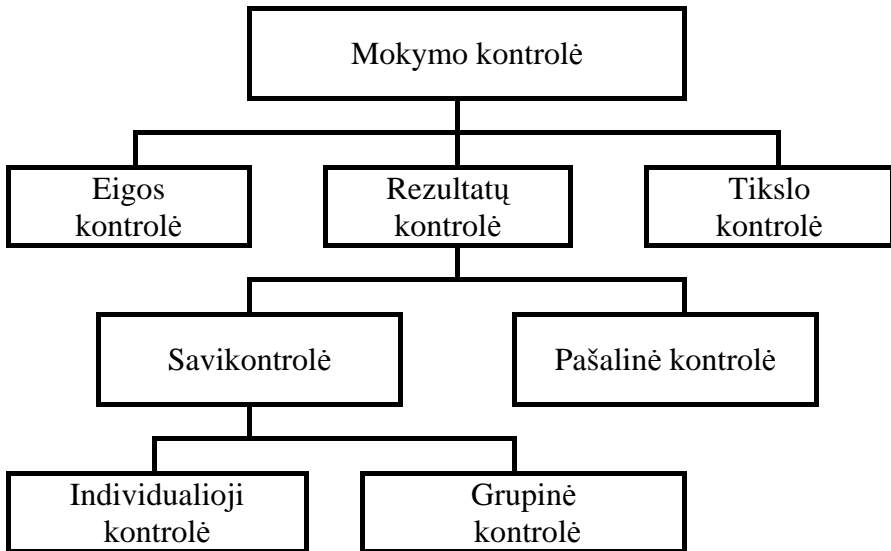 Mokymo kontrolė
Eigos
kontrolė
Rezultatų
kontrolė
Tikslo
kontrolė
Savikontrolė
Pašalinė kontrolė
Individualioji
kontrolė
Grupinė
kontrolė